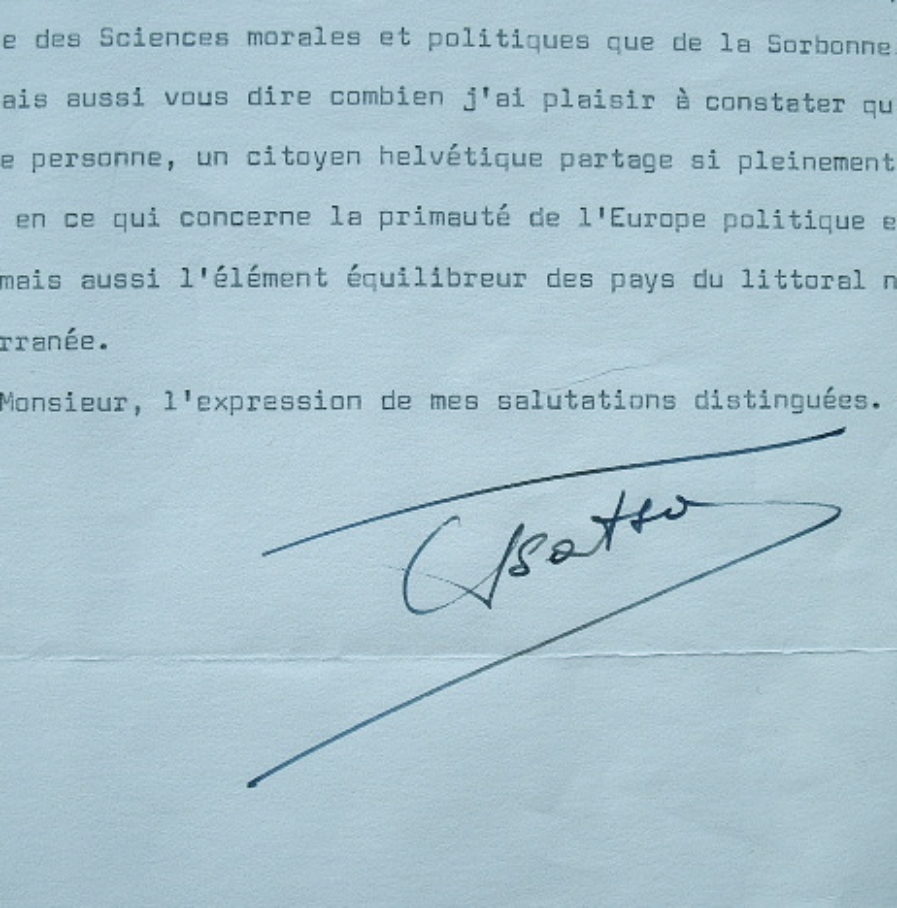 e des Sciences morales et politiques que de la Sorbonne.
ais aussi vous dire combien j'ai plaisir à constater qu
e personne, un citoyen helvétique partage si pleinement
en ce qui concerne la primauté de l'Europe politique e
mais aussi l'élément équilibreur des pays du littoral n
rranée.
Monsieur, l'expression de mes salutations distinguées.